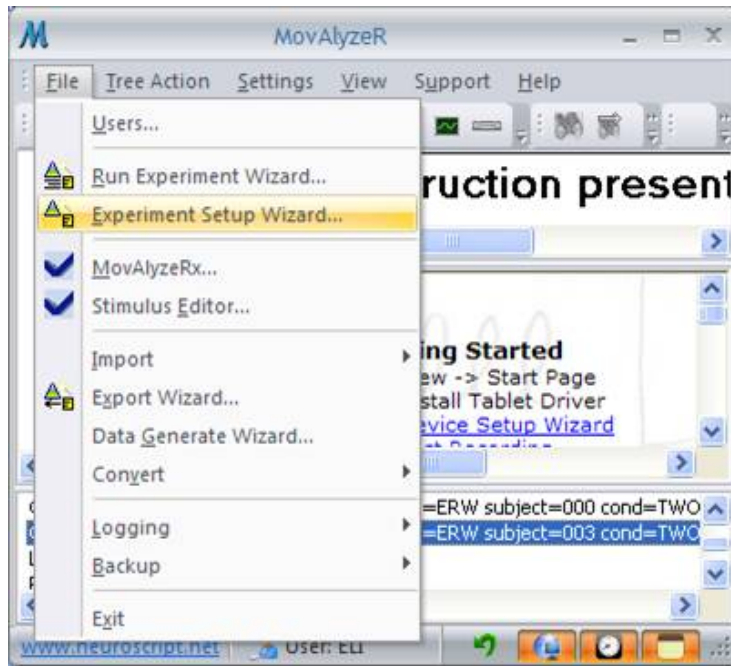 MovAlyzeR
File Tree Action Settings View Support Help
Users...
Run Experiment Wizard...
ruction present
Experiment Setup Wizard...
MovAlyzeRx...
Stimulus Editor...
ing Started
Import
ew -> Start Page
Export Wizard...
stall Tablet Driver
Data Generate Wizard...
evice Setup Wizard
Convert
=ERW subject=000 cond=TWO
Logging
=ERW subject=003 cond=TWO
Backup
Exit
www.neuroscript.net User: ELI